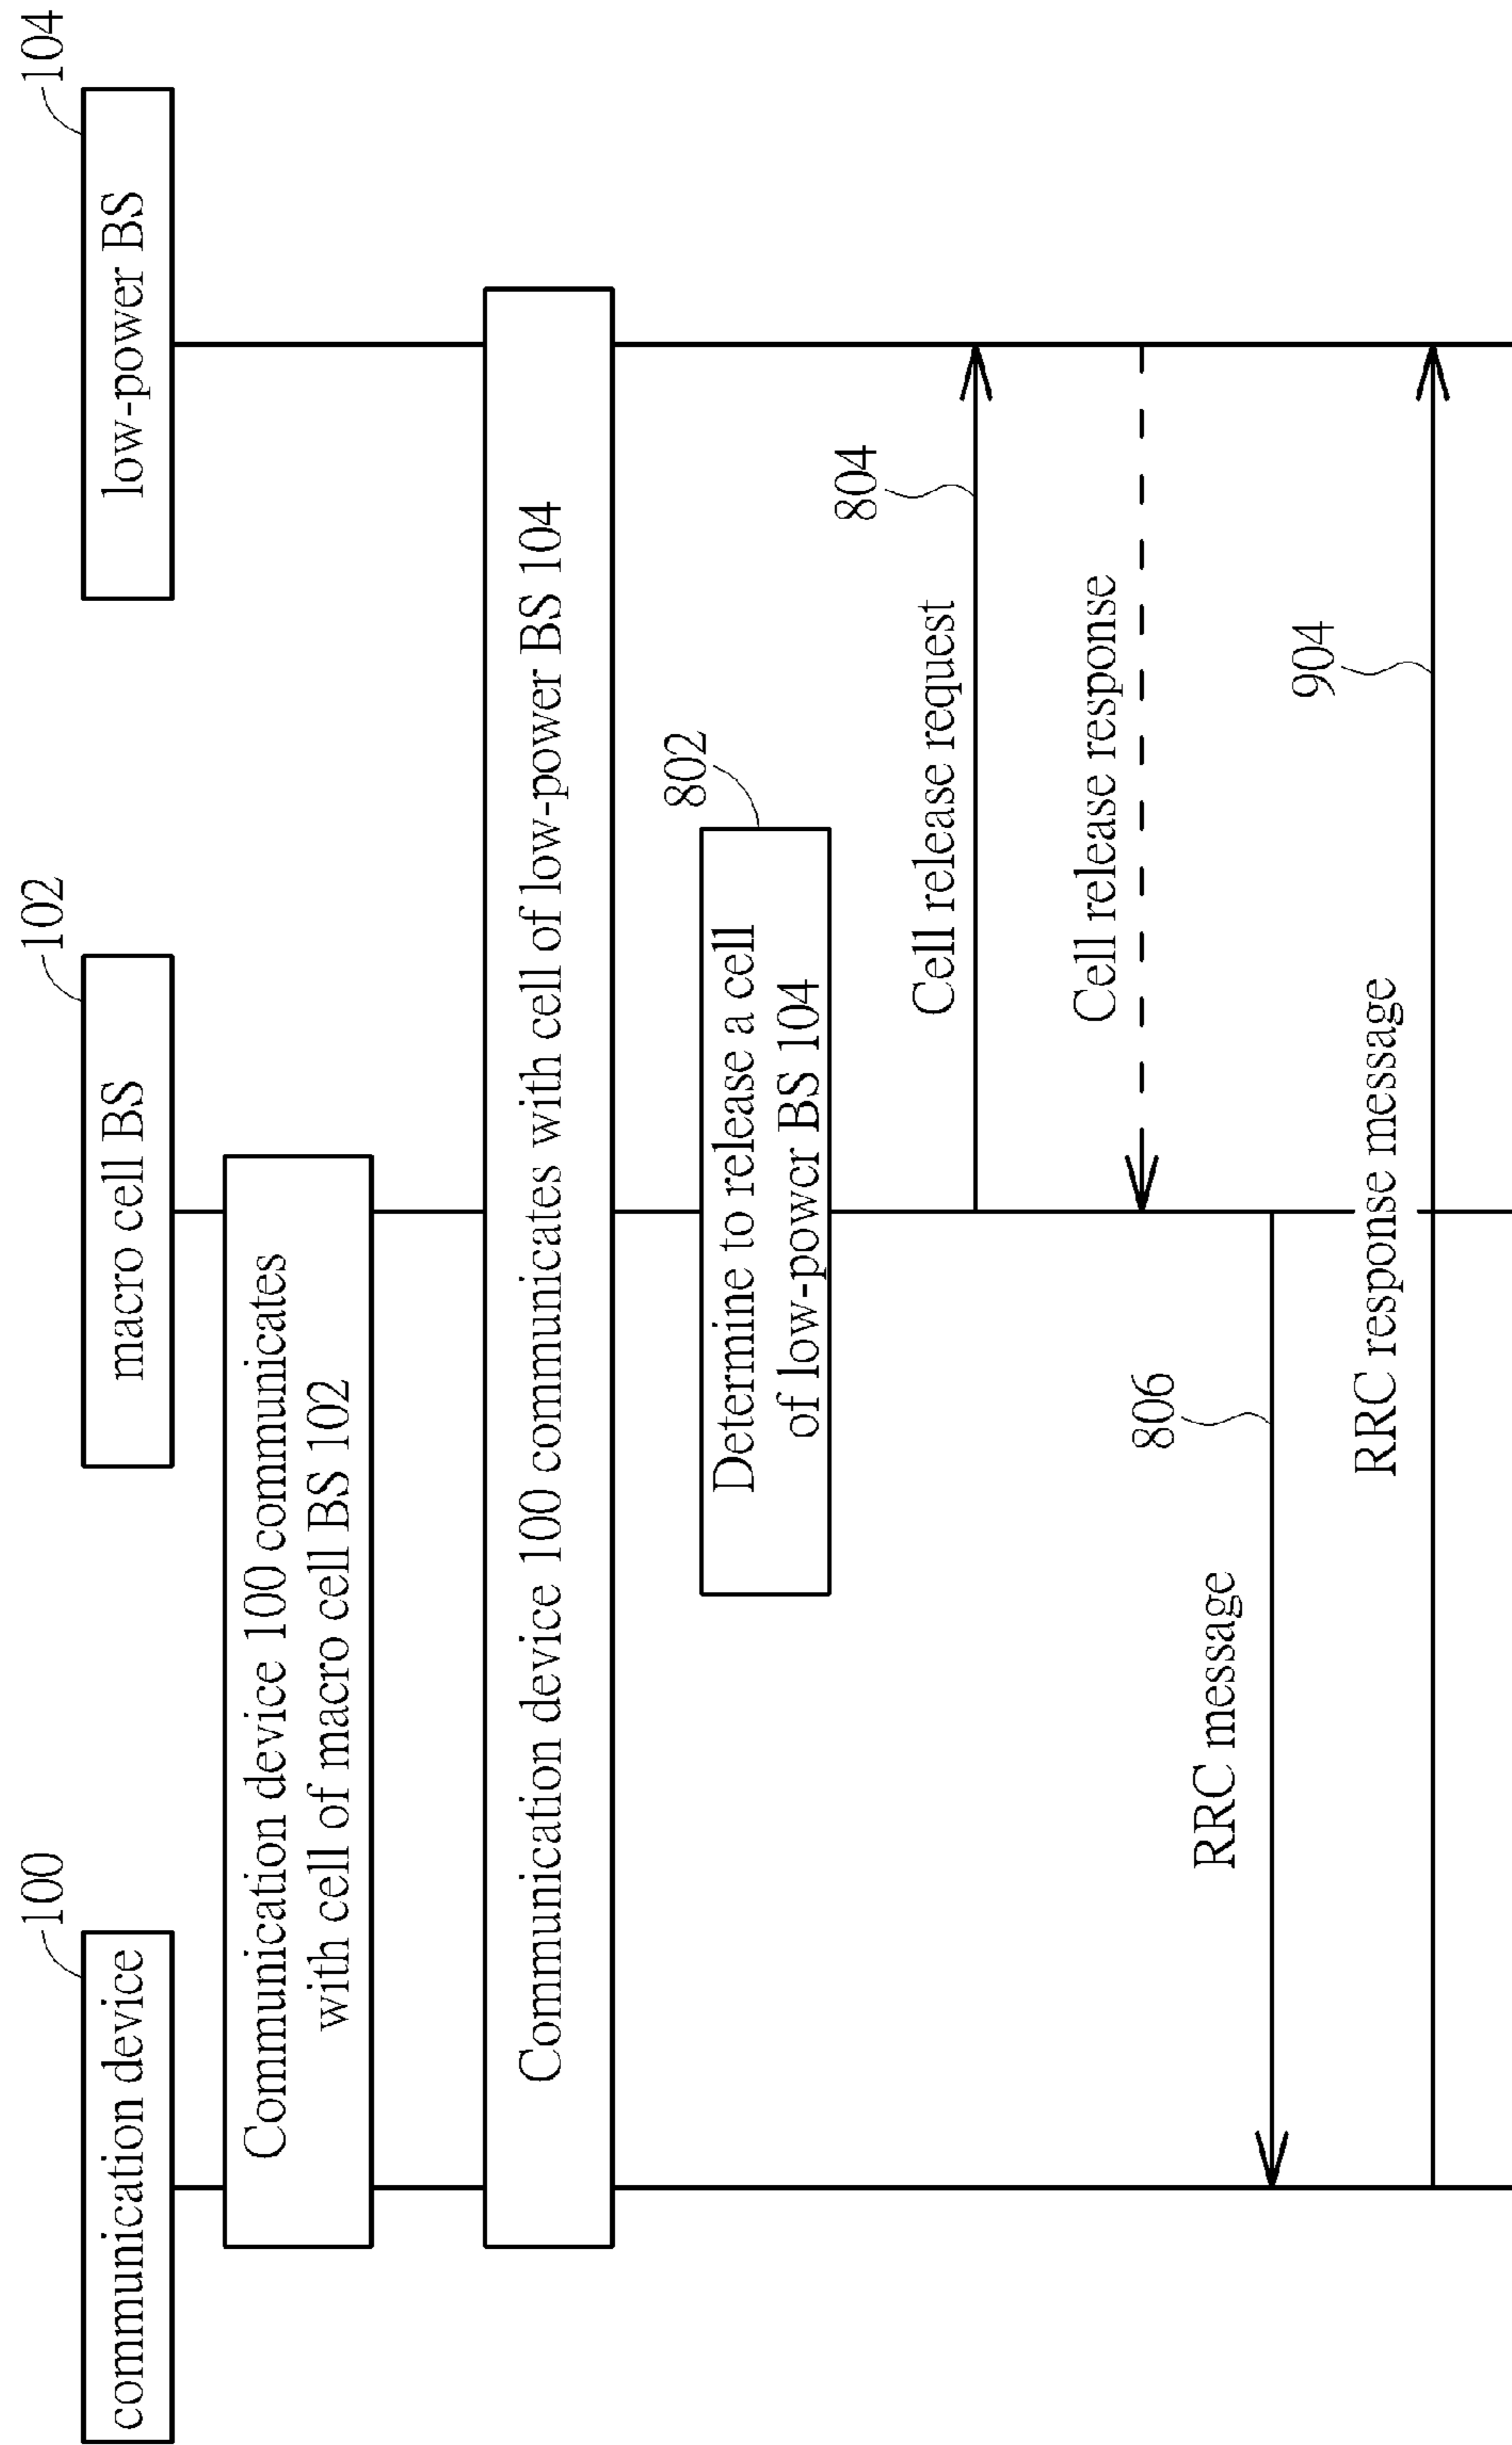 100
102
104
communication device
macro cell BS
low-power BS
Communication device 100 communicates
with cell of macro cell BS 102
Communication device 100 communicates with cell of low-power BS 104
802
Determine to release a cell
of low-power BS 104
804
Cell release request
Cell release response
806
RRC message
904
RRC response message